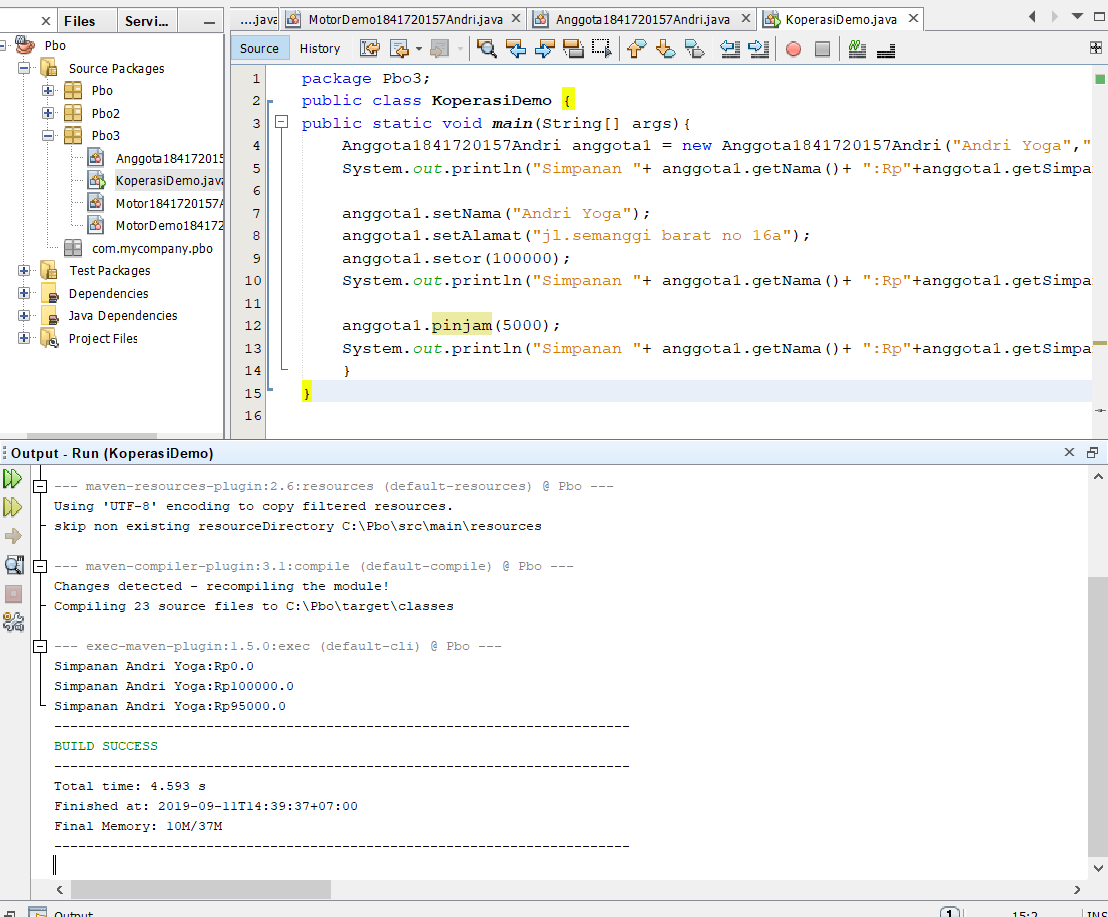 Files
Servi...
....java
MotorDemo1841720157Andri.java
Anggota1841720157Andri.java
KoperasiDemo.java
Pbo
Source Packages
Pbo
Pbo2
Pbo3
Anggota184172015
KoperasiDemo.java
Motor1841720157A
MotorDemo184172
com.mycompany.pbo
Test Packages
Dependencies
Java Dependencies
Project Files
Source
History
1 package Pbo3;
2 public class KoperasiDemo {
3 public static void main(String[] args){
4 Anggota1841720157Andri anggota1 = new Anggota1841720157Andri("Andri Yoga","
5 System.out.println("Simpanan "+ anggota1.getNama()+ ":Rp"+anggota1.getSimpa
6
7 anggota1.setNama("Andri Yoga");
8 anggota1.setAlamat("jl.semanggi barat no 16a");
9 anggota1.setor(100000);
10 System.out.println("Simpanan "+ anggota1.getNama()+ ":Rp"+anggota1.getSimpa
11
12 anggota1.pinjam(5000);
13 System.out.println("Simpanan "+ anggota1.getNama()+ ":Rp"+anggota1.getSimpa
14 }
15 }
16
Output - Run (KoperasiDemo)
--- maven-resources-plugin:2.6:resources (default-resources) @ Pbo ---
Using 'UTF-8' encoding to copy filtered resources.
skip non existing resourceDirectory C:\Pbo\src\main\resources
--- maven-compiler-plugin:3.1:compile (default-compile) @ Pbo ---
Changes detected - recompiling the module!
Compiling 23 source files to C:\Pbo\target\classes
--- exec-maven-plugin:1.5.0:exec (default-cli) @ Pbo ---
Simpanan Andri Yoga:Rp0.0
Simpanan Andri Yoga:Rp100000.0
Simpanan Andri Yoga:Rp95000.0
------------------------------------------------------------------------
BUILD SUCCESS
------------------------------------------------------------------------
Total time: 4.593 s
Finished at: 2019-09-11T14:39:37+07:00
Final Memory: 10M/37M
------------------------------------------------------------------------
Output
1
15:2
INS